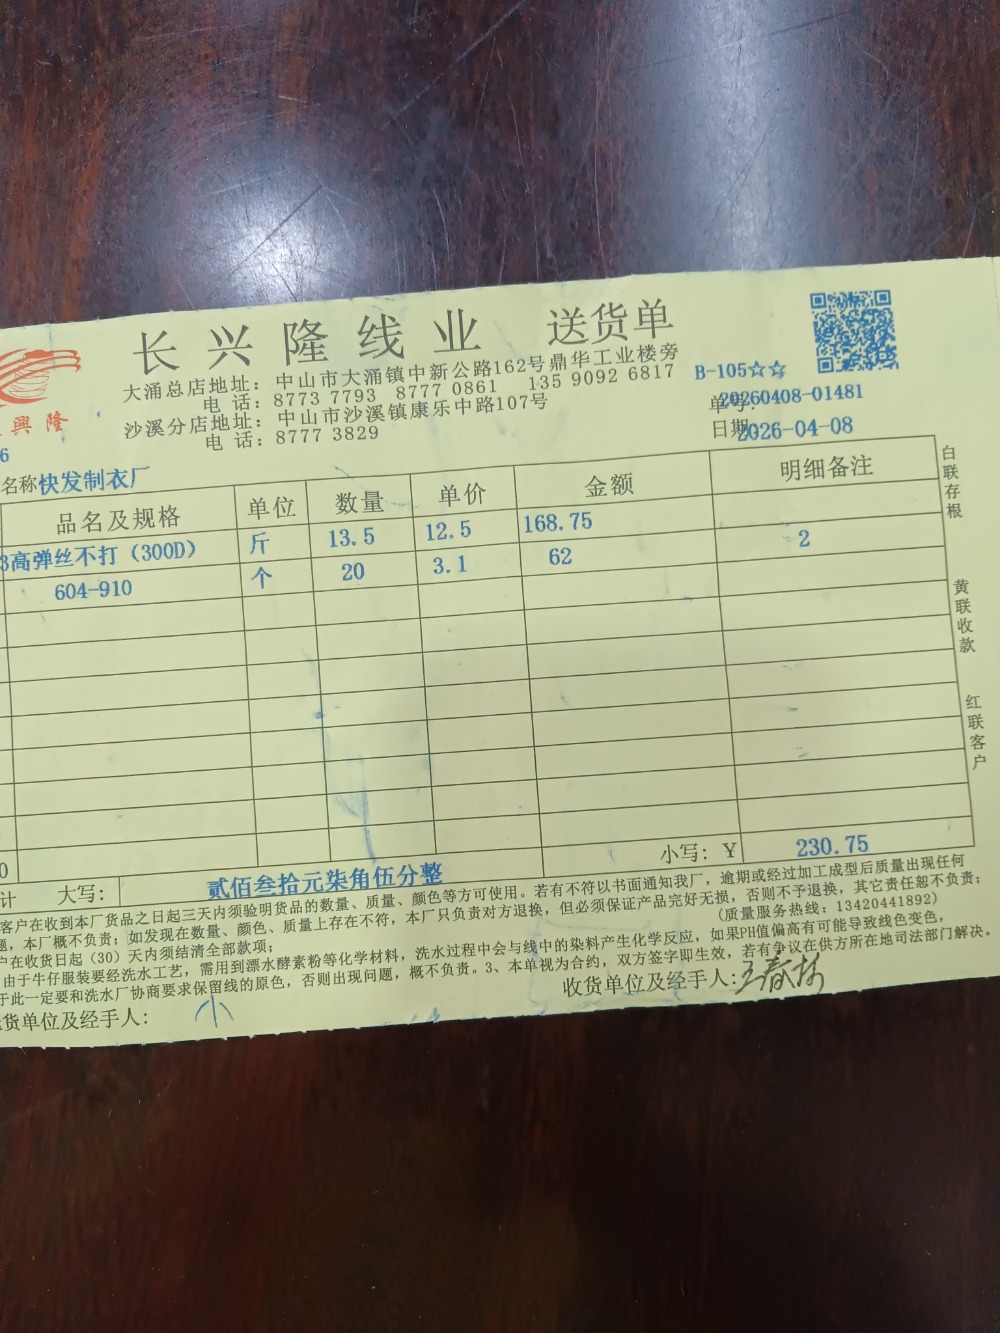 长兴隆线业 送货单
興隆
大涌总店地址：中山市大涌镇中新公路162号鼎华工业楼旁
电 话：8773 7793 8777 0861 135 9092 6817
沙溪分店地址：中山市沙溪镇康乐中路107号
电 话：8777 3829
B-105☆☆
单号：20260408-01481
日期：2026-04-08
6
名称快发制衣厂
品名及规格 单位 数量 单价 金额 明细备注
3高弹丝不打（300D） 斤 13.5 12.5 168.75
604-910 个 20 3.1 62 2
白联存根
黄联收款
红联客户
0
计 大写：贰佰叁拾元柒角伍分整 小写：￥ 230.75
客户在收到本厂货品之日起三天内须验明货品的数量、质量、颜色等方可使用。若有不符以书面通知我厂，逾期或经过加工成型后质量出现任何
题，本厂概不负责；如发现在数量、颜色、质量上存在不符，本厂只负责对方退换，但必须保证产品完好无损，否则不予退换，其它责任恕不负责；
户在收货日起（30）天内须结清全部款项； (质量服务热线：13420441892)
由于牛仔服装要经洗水工艺，需用到漂水酵素粉等化学材料，洗水过程中会与线中的染料产生化学反应，如果PH值偏高有可能导致线色变色，
于此一定要和洗水厂协商要求保留线的原色，否则出现问题，概不负责。3、本单视为合约，双方签字即生效，若有争议在供方所在地司法部门解决。
货单位及经手人： 小 收货单位及经手人：王春林